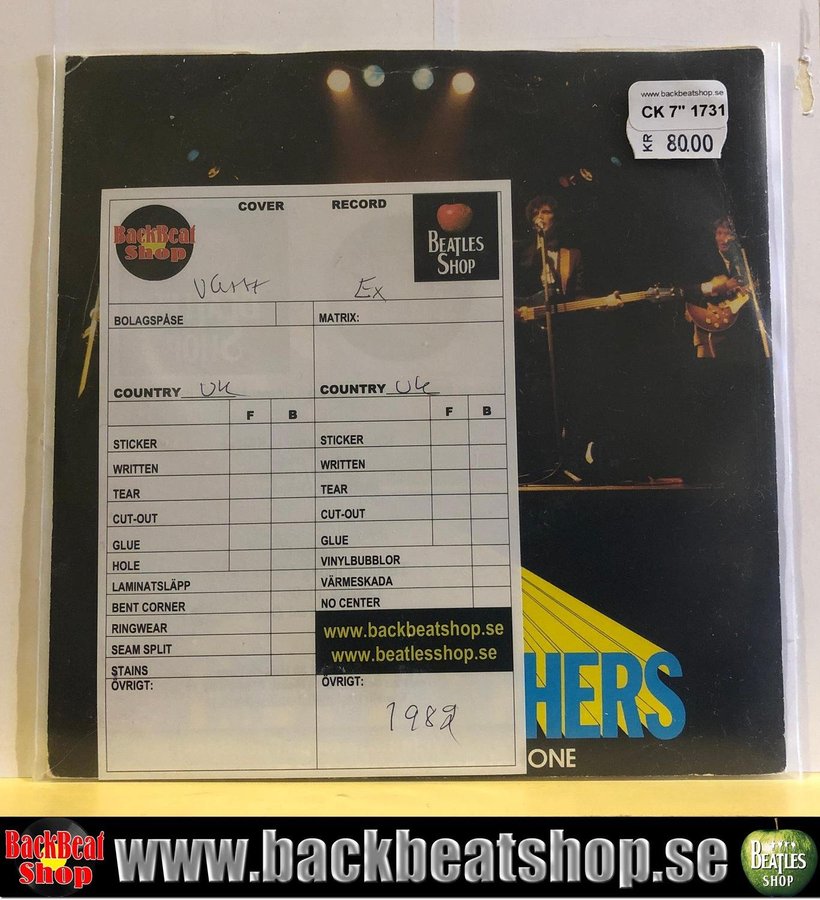 www.backbeatshop.se
CK 7" 1731
KR 80.00
COVER RECORD
BackBeat Shop
BEATLES SHOP
VG++ Ex
BOLAGSPÅSE MATRIX:
COUNTRY UK COUNTRY UK
F B F B
STICKER STICKER
WRITTEN WRITTEN
TEAR TEAR
CUT-OUT CUT-OUT
GLUE GLUE
HOLE VINYLBUBBLOR
LAMINATSLÄPP VÄRMESKADA
BENT CORNER NO CENTER
RINGWEAR www.backbeatshop.se
SEAM SPLIT www.beatlesshop.se
STAINS
ÖVRIGT: ÖVRIGT:
1982
HERS
ONE
BackBeat Shop www.backbeatshop.se BEATLES SHOP